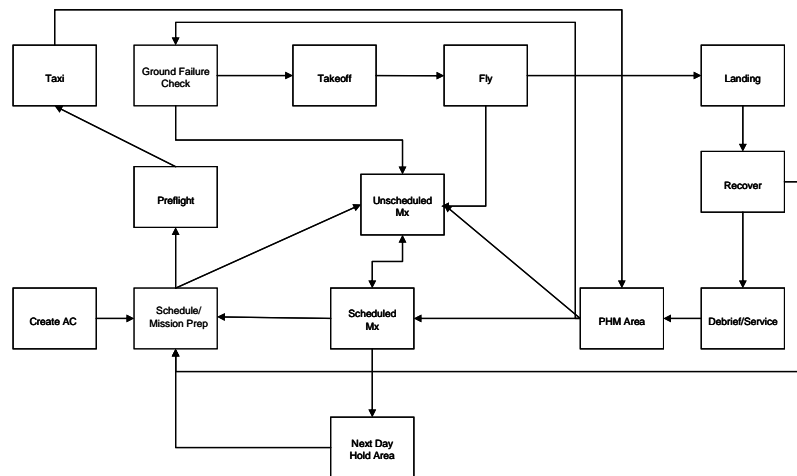 Taxi
Ground Failure
Check
Takeoff
Fly
Landing
Preflight
Unscheduled
Mx
Recover
Create AC
Schedule/
Mission Prep
Scheduled
Mx
PHM Area
Debrief/Service
Next Day
Hold Area